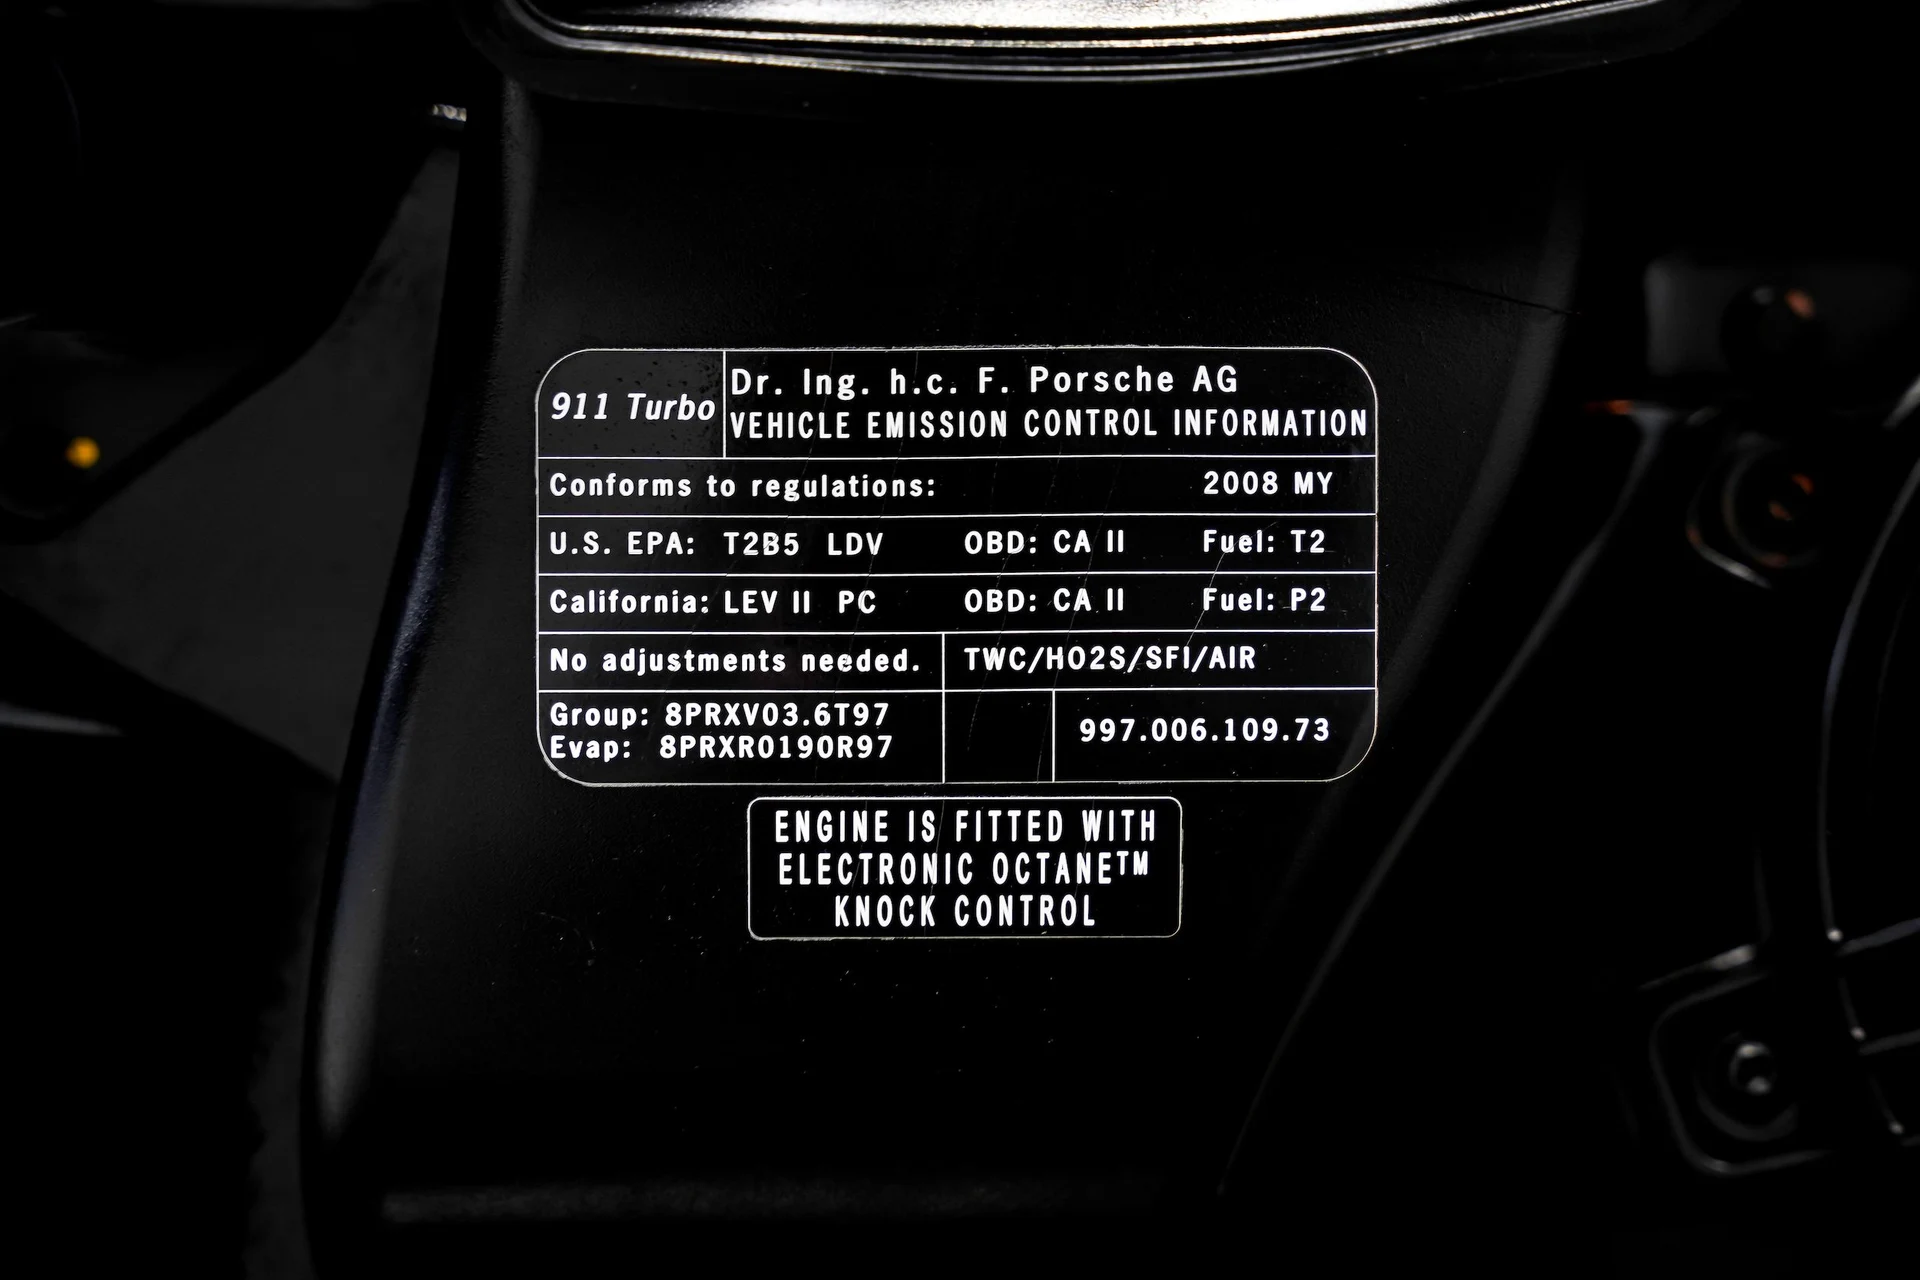 911 Turbo
Dr. Ing. h.c. F. Porsche AG
VEHICLE EMISSION CONTROL INFORMATION
Conforms to regulations: 2008 MY
U.S. EPA: T2B5 LDV OBD: CA II Fuel: T2
California: LEV II PC OBD: CA II Fuel: P2
No adjustments needed. TWC/HO2S/SFI/AIR
Group: 8PRXV03.6T97
Evap: 8PRXR0190R97
997.006.109.73
ENGINE IS FITTED WITH
ELECTRONIC OCTANE™
KNOCK CONTROL